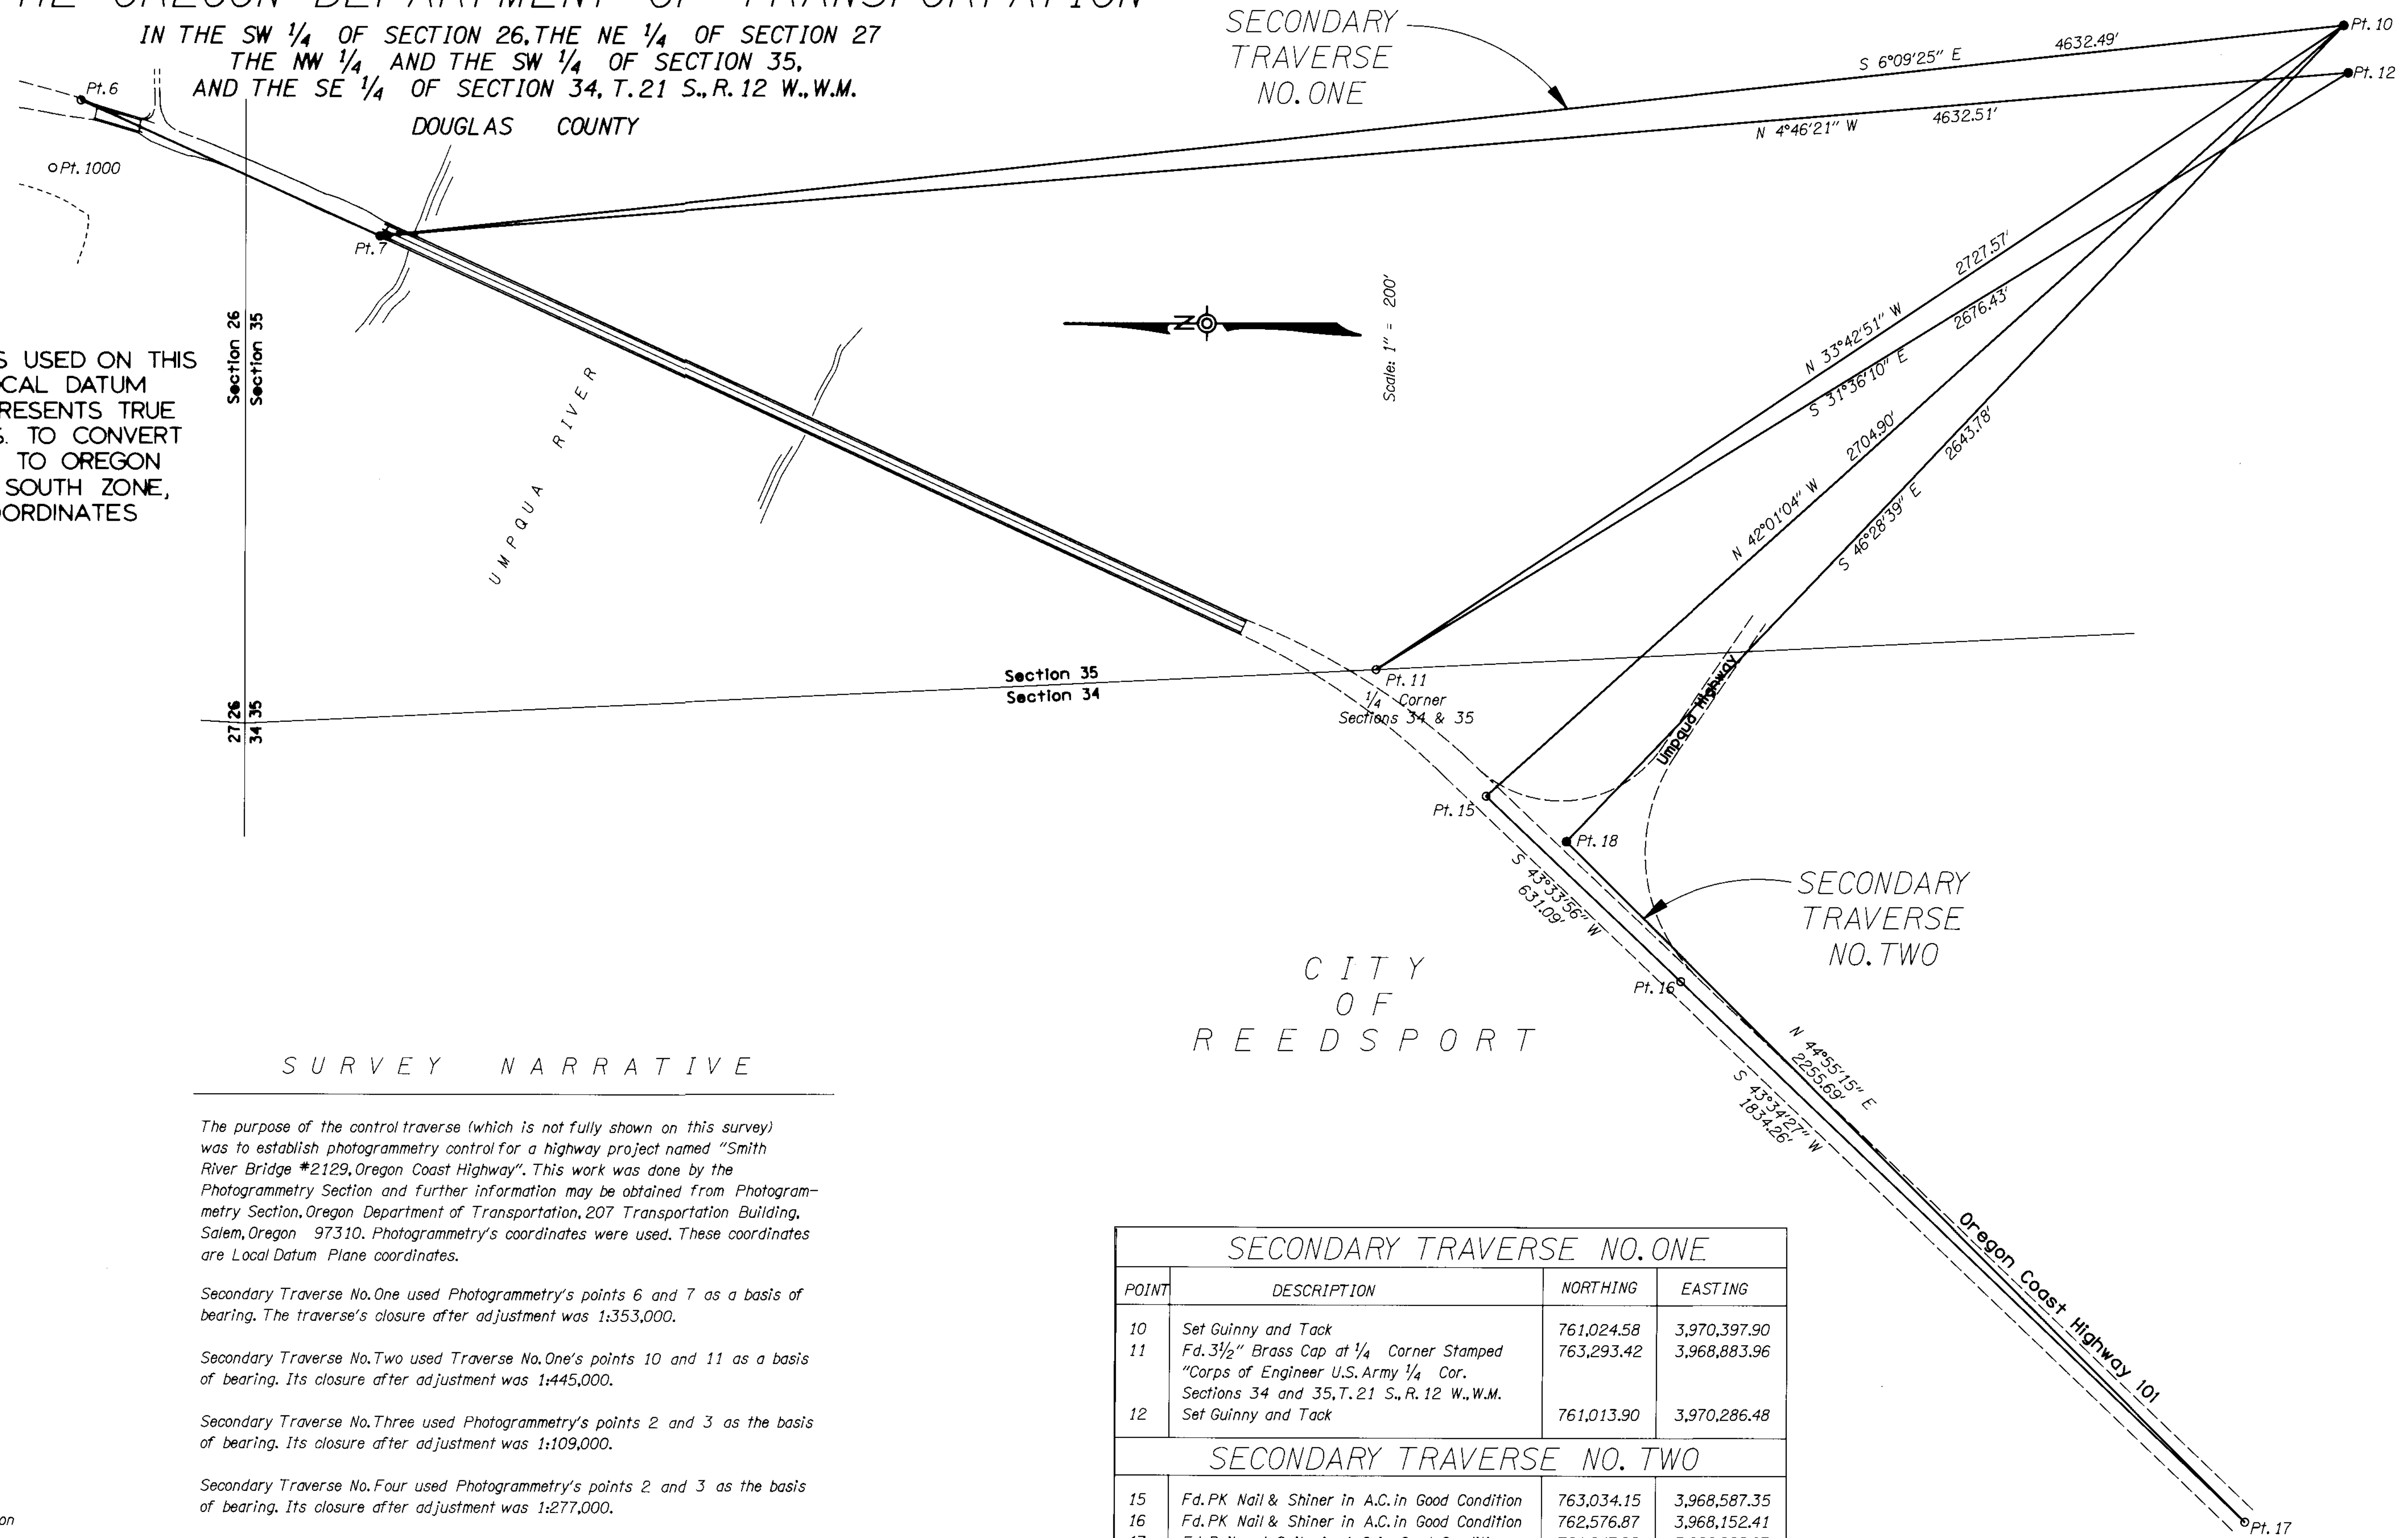 THE OREGON DEPARTMENT OF TRANSPORTATION
IN THE SW 1/4 OF SECTION 26, THE NE 1/4 OF SECTION 27
THE NW 1/4 AND THE SW 1/4 OF SECTION 35,
AND THE SE 1/4 OF SECTION 34, T. 21 S., R. 12 W., W.M.
DOUGLAS COUNTY
SECONDARY
TRAVERSE
NO. ONE
Pt. 10
S 6°09'25" E 4632.49'
Pt. 12
N 4°46'21" W 4632.51'
Pt. 6
Pt. 1000
Pt. 7
Section 26
Section 35
USED ON THIS
CAL DATUM
RESENTS TRUE
S. TO CONVERT
TO OREGON
SOUTH ZONE,
ORDINATES
UMPQUA RIVER
N
Scale: 1" = 200'
N 33°42'51" W 2727.57'
S 31°36'10" E 2676.43'
N 42°01'04" W 2704.90'
S 46°28'39" E 2643.78'
Section 35
Section 34
27 26
34 35
Pt. 11
1/4 Corner
Sections 34 & 35
Umpqua Highway
Pt. 15
Pt. 18
S 43°33'56" W
631.09'
SECONDARY
TRAVERSE
NO. TWO
CITY
OF
REEDSPORT
Pt. 16
N 44°55'15" E
2255.69'
S 43°34'27" W
1834.26'
Oregon Coast Highway 101
Pt. 17
SURVEY NARRATIVE
The purpose of the control traverse (which is not fully shown on this survey)
was to establish photogrammetry control for a highway project named "Smith
River Bridge #2129, Oregon Coast Highway". This work was done by the
Photogrammetry Section and further information may be obtained from Photogram-
metry Section, Oregon Department of Transportation, 207 Transportation Building,
Salem, Oregon 97310. Photogrammetry's coordinates were used. These coordinates
are Local Datum Plane coordinates.
Secondary Traverse No. One used Photogrammetry's points 6 and 7 as a basis of
bearing. The traverse's closure after adjustment was 1:353,000.
Secondary Traverse No. Two used Traverse No. One's points 10 and 11 as a basis
of bearing. Its closure after adjustment was 1:445,000.
Secondary Traverse No. Three used Photogrammetry's points 2 and 3 as the basis
of bearing. Its closure after adjustment was 1:109,000.
Secondary Traverse No. Four used Photogrammetry's points 2 and 3 as the basis
of bearing. Its closure after adjustment was 1:277,000.
on
SECONDARY TRAVERSE NO. ONE
POINT DESCRIPTION NORTHING EASTING
10 Set Guinny and Tack 761,024.58 3,970,397.90
11 Fd. 3½" Brass Cap at 1/4 Corner Stamped 763,293.42 3,968,883.96
"Corps of Engineer U.S. Army 1/4 Cor.
Sections 34 and 35, T. 21 S., R. 12 W., W.M.
12 Set Guinny and Tack 761,013.90 3,970,286.48
SECONDARY TRAVERSE NO. TWO
15 Fd. PK Nail & Shiner in A.C. in Good Condition 763,034.15 3,968,587.35
16 Fd. PK Nail & Shiner in A.C. in Good Condition 762,576.87 3,968,152.41